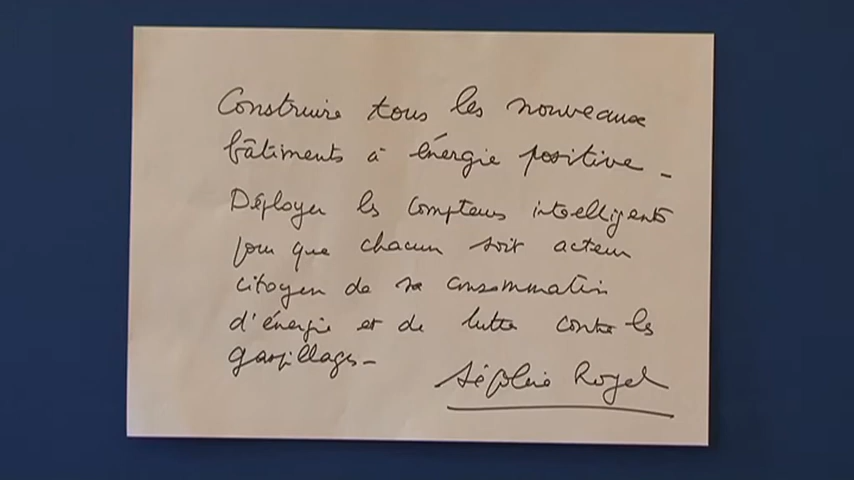 Construire tous les nouveaux
bâtiments à énergie positive -
Déployer les compteurs intelligents
pour que chacun soit acteur
citoyen de sa consommation
d'énergie et de lutte contre les
gaspillages -
Ségolène Royal